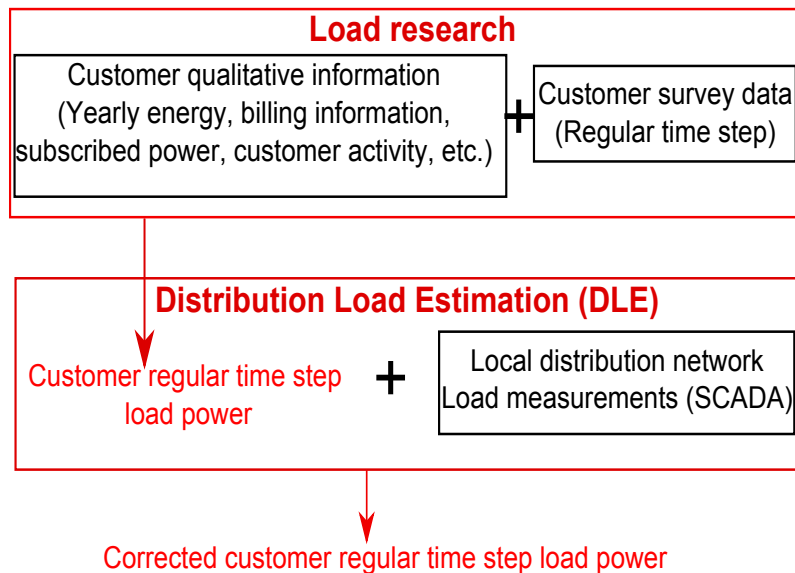 Load research
Customer qualitative information
(Yearly energy, billing information,
subscribed power, customer activity, etc.)
+
Customer survey data
(Regular time step)
Distribution Load Estimation (DLE)
Customer regular time step
load power
+
Local distribution network
Load measurements (SCADA)
Corrected customer regular time step load power